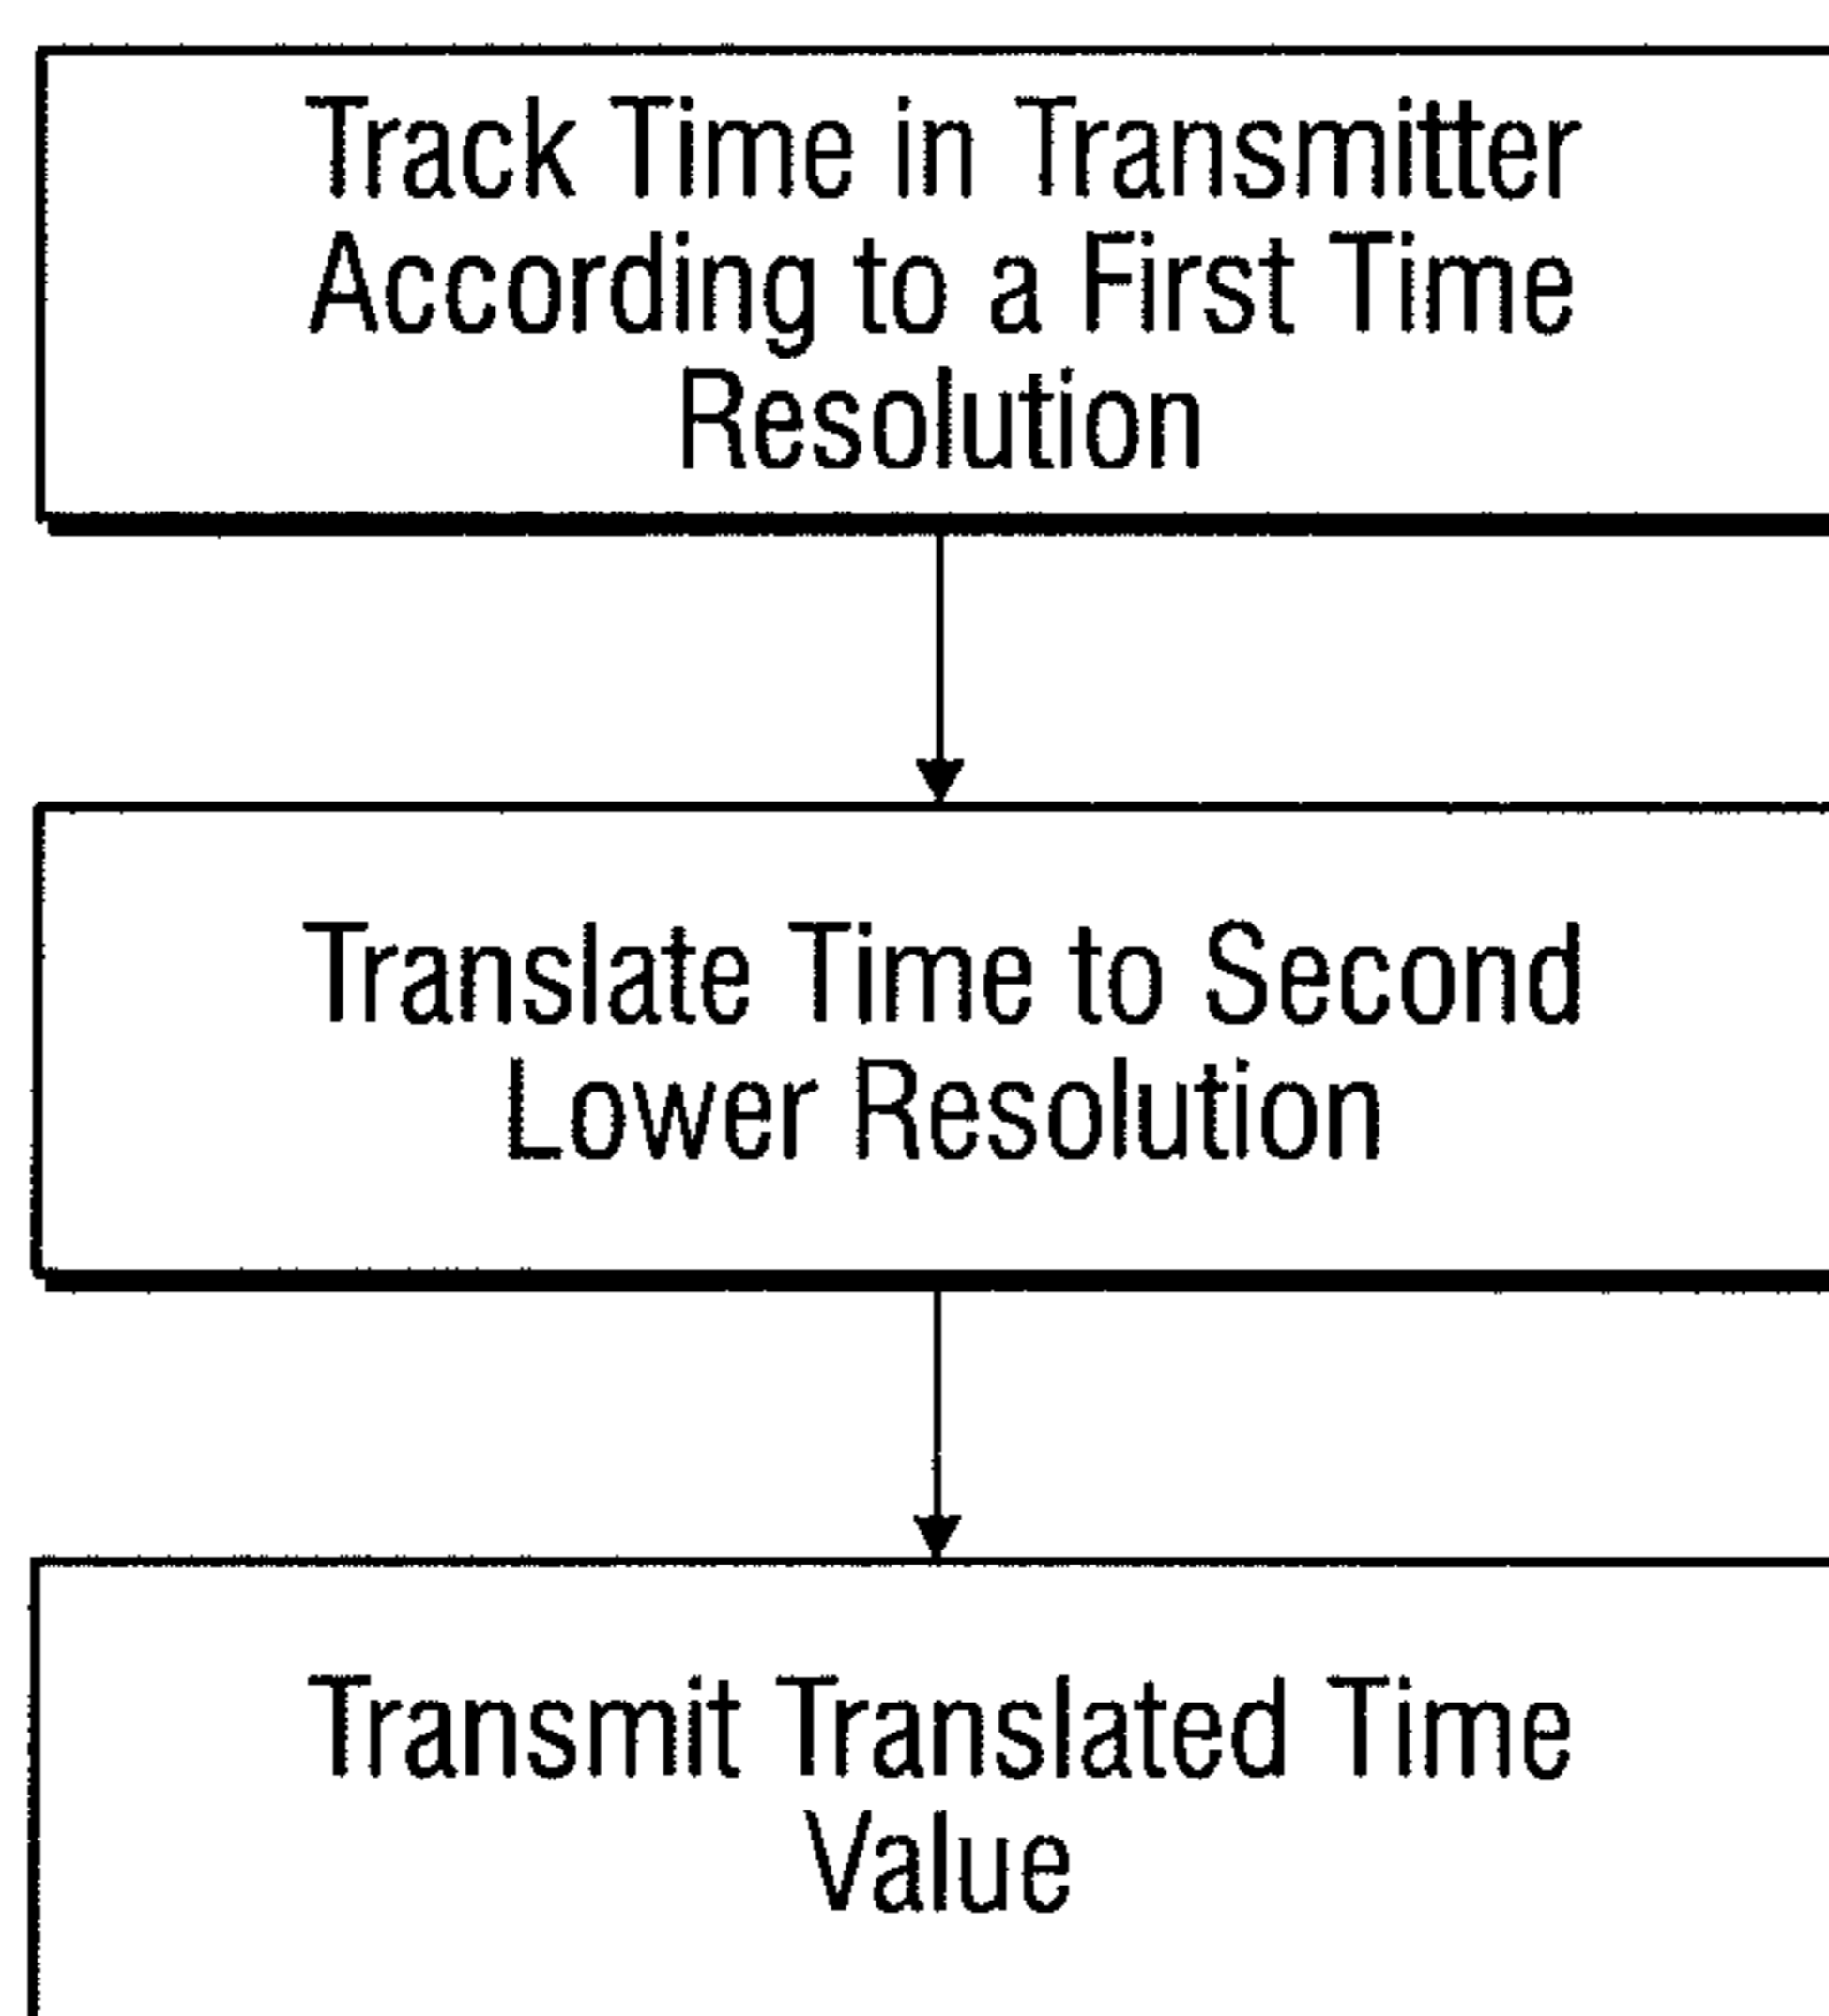 Track Time in Transmitter
According to a First Time
Resolution
Translate Time to Second
Lower Resolution
Transmit Translated Time
Value